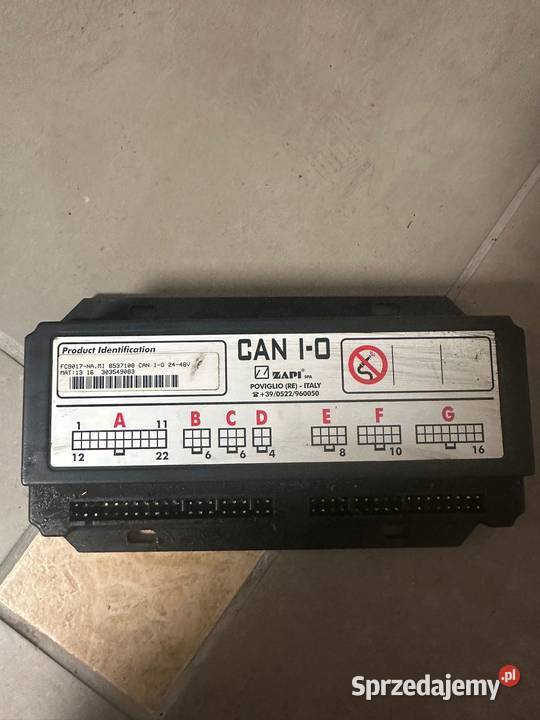 Product Identification
FC9017-NA.MI 8537108 CAN I-O 24-48V
MAT:13 16 303549083
CAN I-O
ZAPI SPA
POVIGLIO (RE) - ITALY
☎+39/0522/960050
A B C D E F G
1 11
12 22 6 6 4 8 10 16
Sprzedajemy.pl